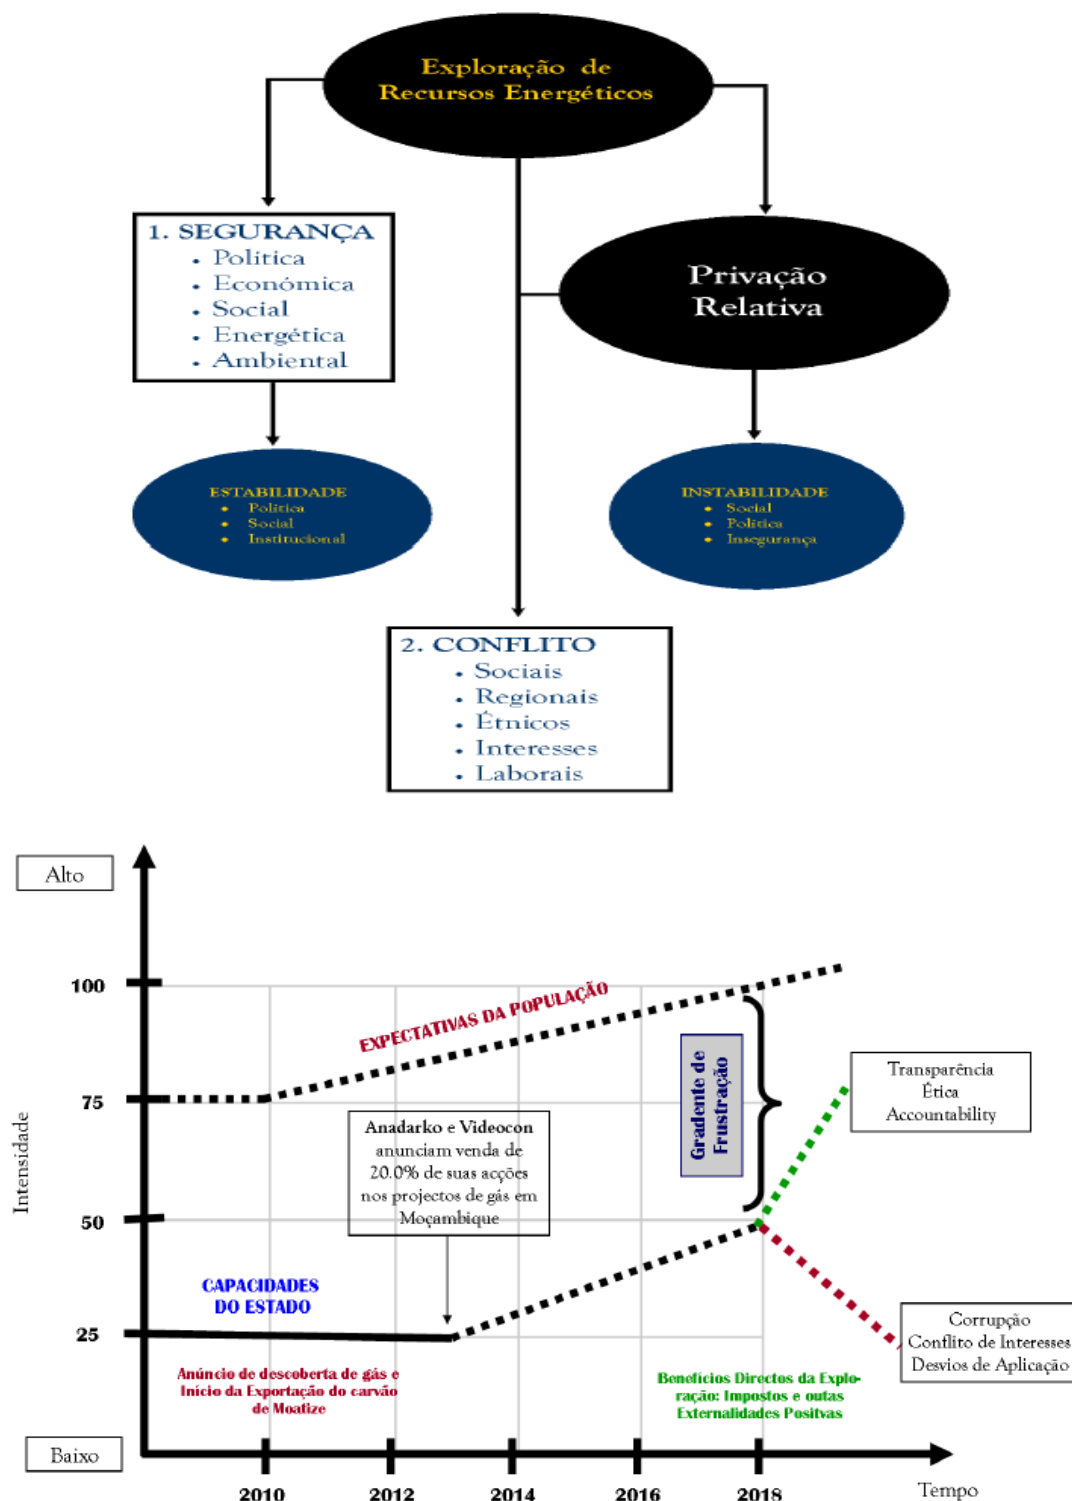 Exploração de
Recursos Energéticos
1. SEGURANÇA
• Política
• Económica
• Social
• Energética
• Ambiental
Privação
Relativa
ESTABILIDADE
• Política
• Social
• Institucional
INSTABILIDADE
• Social
• Política
• Insegurança
2. CONFLITO
• Sociais
• Regionais
• Étnicos
• Interesses
• Laborais
Alto
100
EXPECTATIVAS DA POPULAÇÃO
Gradente de
Frustração
Transparência
Ética
Accountability
75
Anadarko e Videocon
anunciam venda de
20.0% de suas acções
nos projectos de gás em
Moçambique
Intensidade
50
CAPACIDADES
DO ESTADO
25
Corrupção
Conflito de Interesses
Desvios de Aplicação
Anúncio de descoberta de gás e
Início da Exportação do carvão
de Moatize
Benefícios Directos da Explo-
ração: Impostos e outas
Externalidades Positvas
Baixo
Tempo
2010
2012
2014
2016
2018